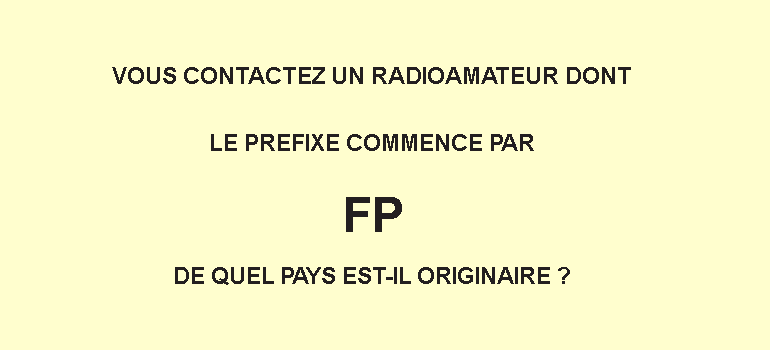 VOUS CONTACTEZ UN RADIOAMATEUR DONT
LE PREFIXE COMMENCE PAR
FP
DE QUEL PAYS EST-IL ORIGINAIRE ?